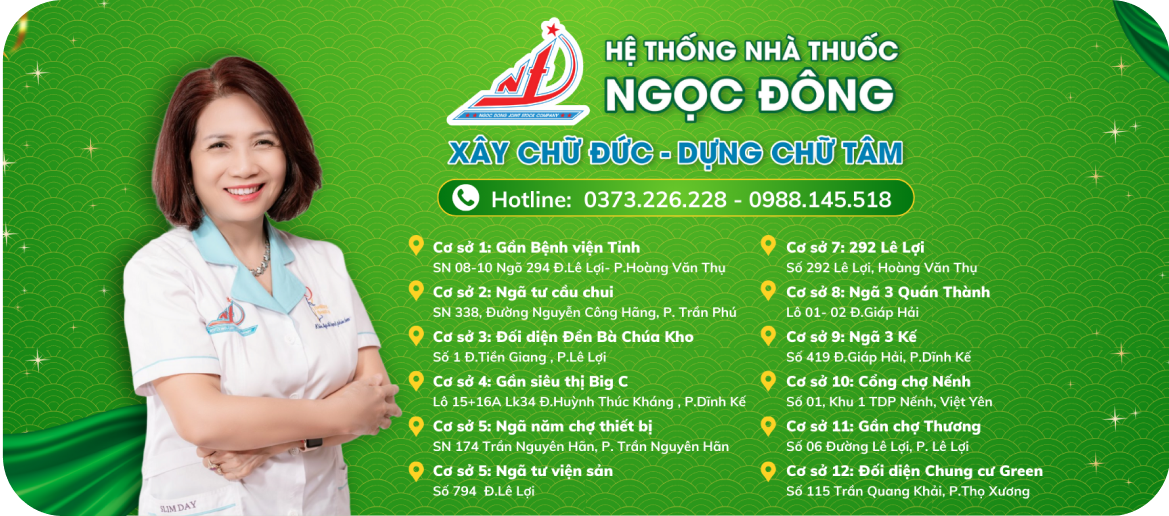 HỆ THỐNG NHÀ THUỐC
NGỌC ĐÔNG
NGOC DONG JOINT STOCK COMPANY
XÂY CHỮ ĐỨC - DỰNG CHỮ TÂM
Hotline: 0373.226.228 - 0988.145.518
Cơ sở 1: Gần Bệnh viện Tỉnh
SN 08-10 Ngõ 294 Đ.Lê Lợi- P.Hoàng Văn Thụ
Cơ sở 2: Ngã tư cầu chui
SN 338, Đường Nguyễn Công Hãng, P. Trần Phú
Cơ sở 3: Đối diện Đền Bà Chúa Kho
Số 1 Đ.Tiền Giang , P.Lê Lợi
Cơ sở 4: Gần siêu thị Big C
Lô 15+16A Lk34 Đ.Huỳnh Thúc Kháng , P.Dĩnh Kế
Cơ sở 5: Ngã năm chợ thiết bị
SN 174 Trần Nguyên Hãn, P. Trần Nguyên Hãn
Cơ sở 5: Ngã tư viện sản
Số 794 Đ.Lê Lợi
Cơ sở 7: 292 Lê Lợi
Số 292 Lê Lợi, Hoàng Văn Thụ
Cơ sở 8: Ngã 3 Quán Thành
Lô 01- 02 Đ.Giáp Hải
Cơ sở 9: Ngã 3 Kế
Số 419 Đ.Giáp Hải, P.Dĩnh Kế
Cơ sở 10: Cổng chợ Nếnh
Số 01, Khu 1 TDP Nếnh, Việt Yên
Cơ sở 11: Gần chợ Thương
Số 06 Đường Lê Lợi, P. Lê Lợi
Cơ sở 12: Đối diện Chung cư Green
Số 115 Trần Quang Khải, P.Thọ Xương
SLIM DAY